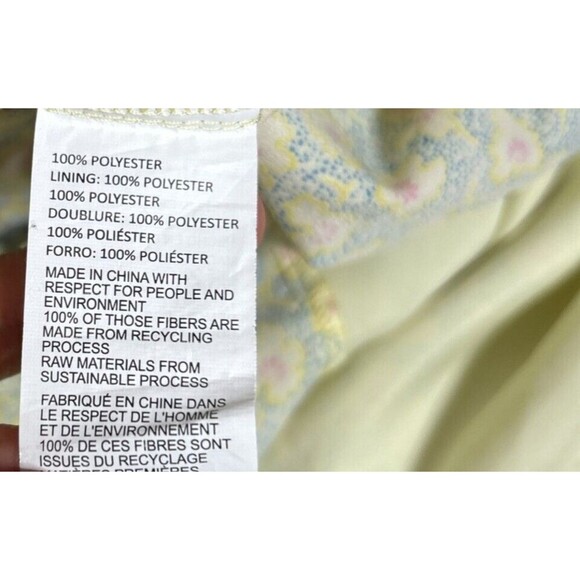 100% POLYESTER
LINING: 100% POLYESTER
100% POLYESTER
DOUBLURE: 100% POLYESTER
100% POLIÉSTER
FORRO: 100% POLIÉSTER
MADE IN CHINA WITH
RESPECT FOR PEOPLE AND
ENVIRONMENT
100% OF THOSE FIBERS ARE
MADE FROM RECYCLING
PROCESS
RAW MATERIALS FROM
SUSTAINABLE PROCESS
FABRIQUÉ EN CHINE DANS
LE RESPECT DE L'HOMME
ET DE L'ENVIRONNEMENT
100% DE CES FIBRES SONT
ISSUES DU RECYCLAGE